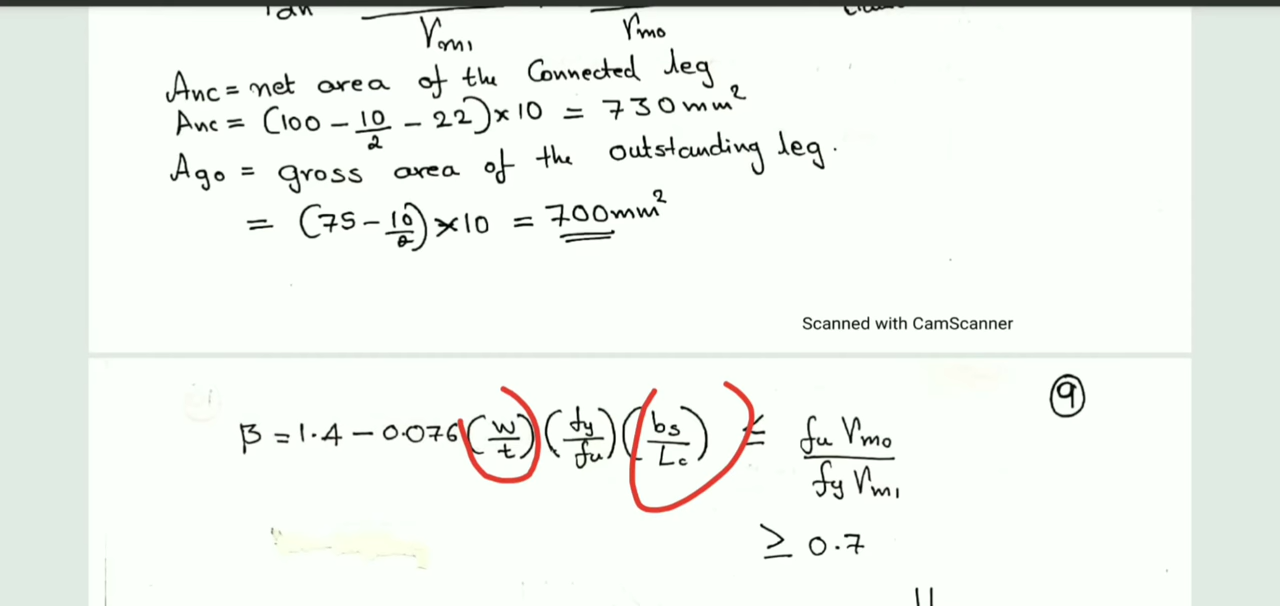 Tan
γm1 γmo
Anc = net area of the Connected leg
Anc = (100 - 10/2 - 22) × 10 = 730 mm²
Ago = gross area of the outstanding leg.
= (75 - 10/2) × 10 = 700 mm²
Scanned with CamScanner
9
β = 1.4 - 0.076 (w/t) (fy/fu) (bs/Lc) ≤ fu γmo / fy γm1
≥ 0.7